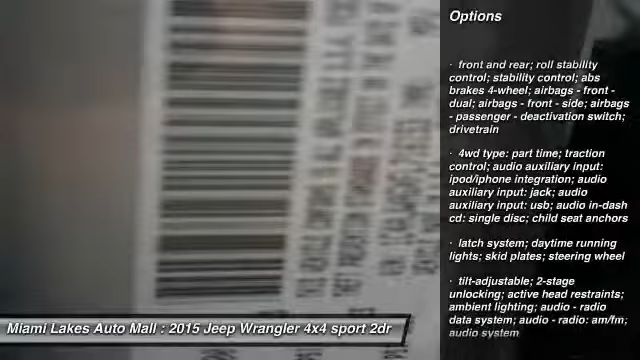 Options
· front and rear; roll stability
control; stability control; abs
brakes 4-wheel; airbags - front -
dual; airbags - front - side; airbags
- passenger - deactivation switch;
drivetrain
· 4wd type: part time; traction
control; audio auxiliary input:
ipod/iphone integration; audio
auxiliary input: jack; audio
auxiliary input: usb; audio in-dash
cd: single disc; child seat anchors
· latch system; daytime running
lights; skid plates; steering wheel
· tilt-adjustable; 2-stage
unlocking; active head restraints;
ambient lighting; audio - radio
data system; audio - radio: am/fm;
audio system
Miami Lakes Auto Mall : 2015 Jeep Wrangler 4x4 sport 2dr